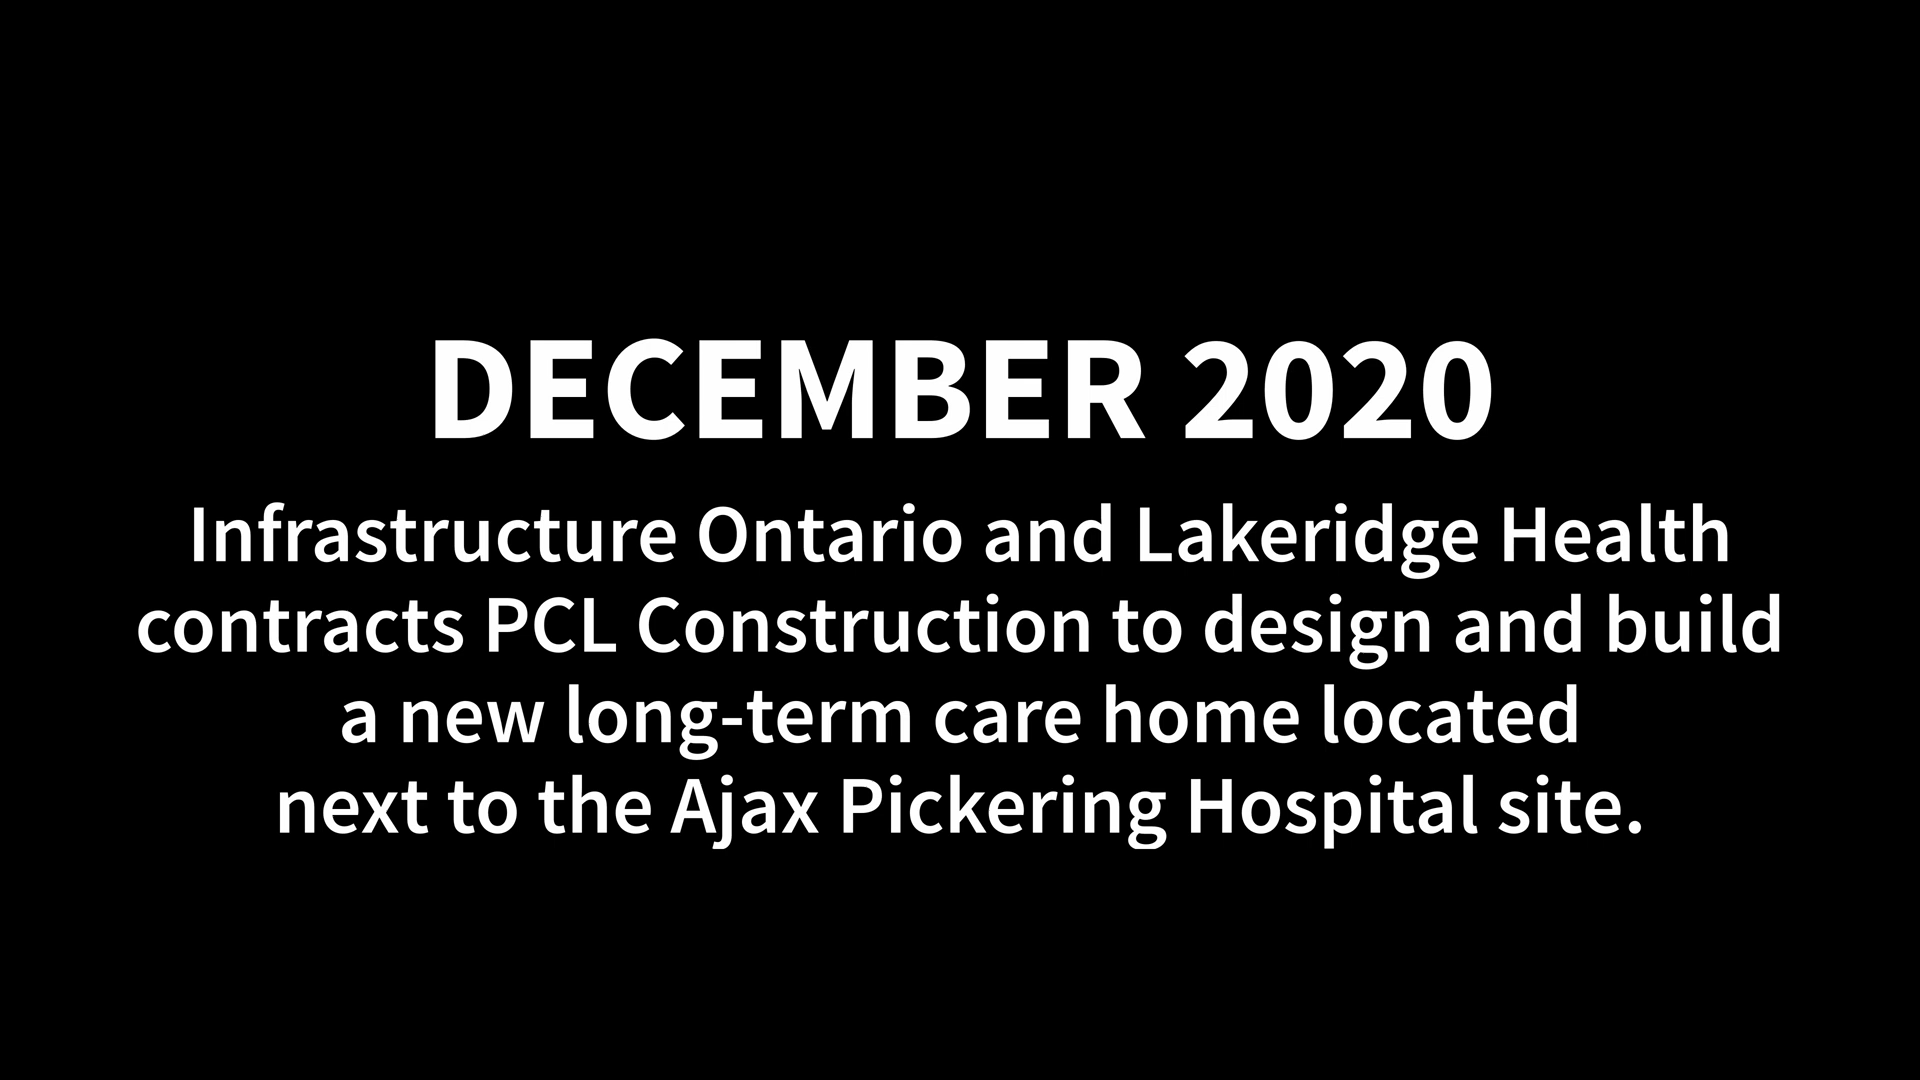 DECEMBER 2020
Infrastructure Ontario and Lakeridge Health
contracts PCL Construction to design and build
a new long-term care home located
next to the Ajax Pickering Hospital site.